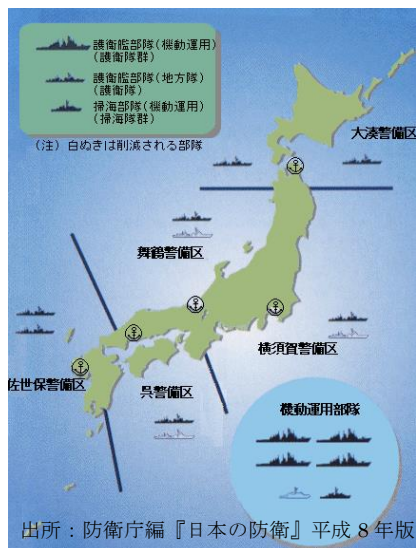 護衛艦部隊(機動運用)
(護衛隊群)
護衛艦部隊(地方隊)
(護衛隊)
掃海部隊(機動運用)
(掃海隊群)
(注) 白ぬきは削減される部隊
大湊警備区
舞鶴警備区
横須賀警備区
佐世保警備区
呉警備区
機動運用部隊
出所：防衛庁編『日本の防衛』平成8年版